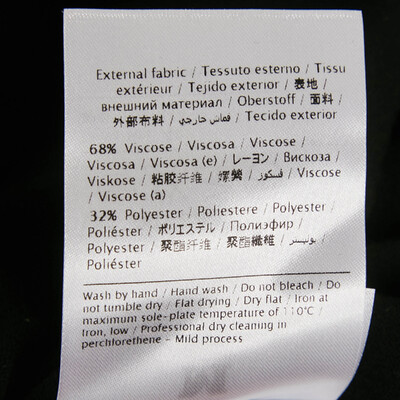 External fabric / Tessuto esterno / Tissu
extérieur / Tejido exterior / 表地 /
внешний материал / Oberstoff / 面料 /
外部布料 / قماش خارجي / Tecido exterior
68% Viscose / Viscosa / Viscose /
Viscosa / Viscosa (e) / レーヨン / Вискоза /
Viskose / 粘胶纤维 / 嫘縈 / فسكوز / Viscose
/ Viscose (a)
32% Polyester / Poliestere / Polyester /
Poliéster / ポリエステル / Полиэфир /
Polyester / 聚酯纤维 / 聚酯纖維 / بوليستر /
Poliéster
Wash by hand / Hand wash / Do not bleach / Do
not tumble dry / Flat drying / Dry flat / Iron at
maximum sole-plate temperature of 110°C /
Iron, low / Professional dry cleaning in
perchlorethene - Mild process